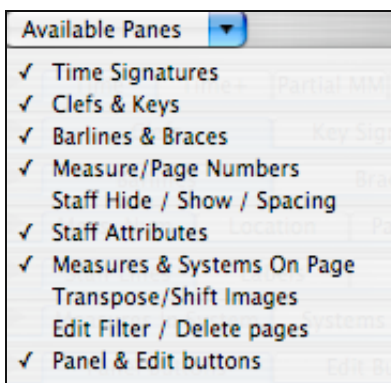 Available Panes
✓ Time Signatures
✓ Clefs & Keys
✓ Barlines & Braces
✓ Measure/Page Numbers
Staff Hide / Show / Spacing
✓ Staff Attributes
✓ Measures & Systems On Page
Transpose/Shift Images
Edit Filter / Delete pages
✓ Panel & Edit buttons